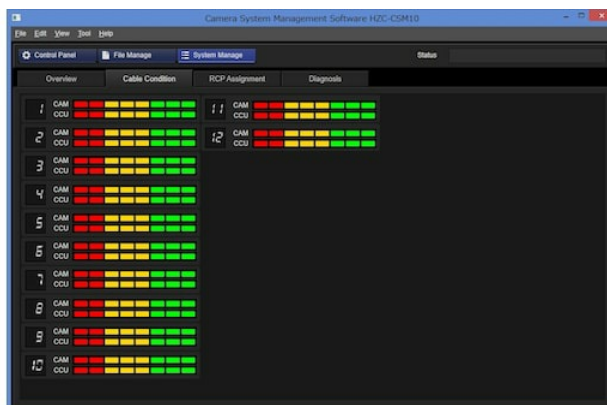 Camera System Management Software HZC-CSM10
File Edit View Tool Help
Control Panel File Manage System Manage Status
Overview Cable Condition RCP Assignment Diagnosis
1 CAM CCU
2 CAM CCU
3 CAM CCU
4 CAM CCU
5 CAM CCU
6 CAM CCU
7 CAM CCU
8 CAM CCU
9 CAM CCU
10 CAM CCU
11 CAM CCU
12 CAM CCU